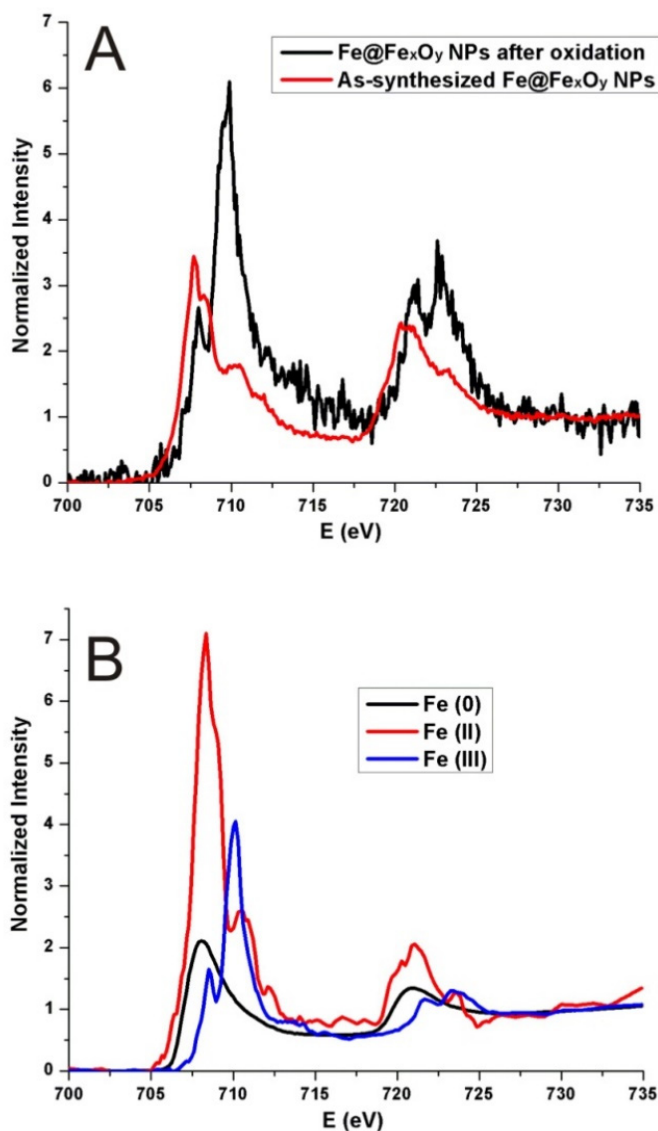 A
Fe@FexOy NPs after oxidation
As-synthesized Fe@FexOy NPs
Normalized Intensity
7
6
5
4
3
2
1
0
700 705 710 715 720 725 730 735
E (eV)
B
Fe (0)
Fe (II)
Fe (III)
Normalized Intensity
7
6
5
4
3
2
1
0
700 705 710 715 720 725 730 735
E (eV)